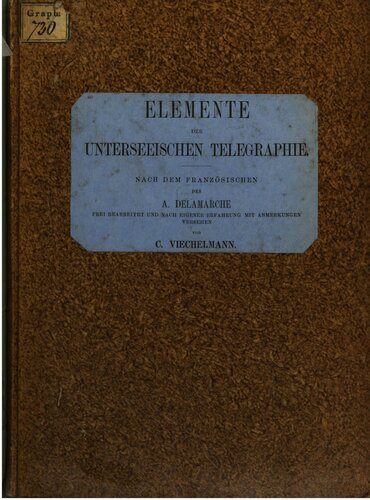 Graph.
730
ELEMENTE
DER
UNTERSEEISCHEN TELEGRAPHIE.
NACH DEM FRANZÖSISCHEN
DES
A. DELAMARCHE
FREI BEARBEITET UND NACH EIGENER ERFAHRUNG MIT ANMERKUNGEN
VERSEHEN
VON
C. VIECHELMANN.